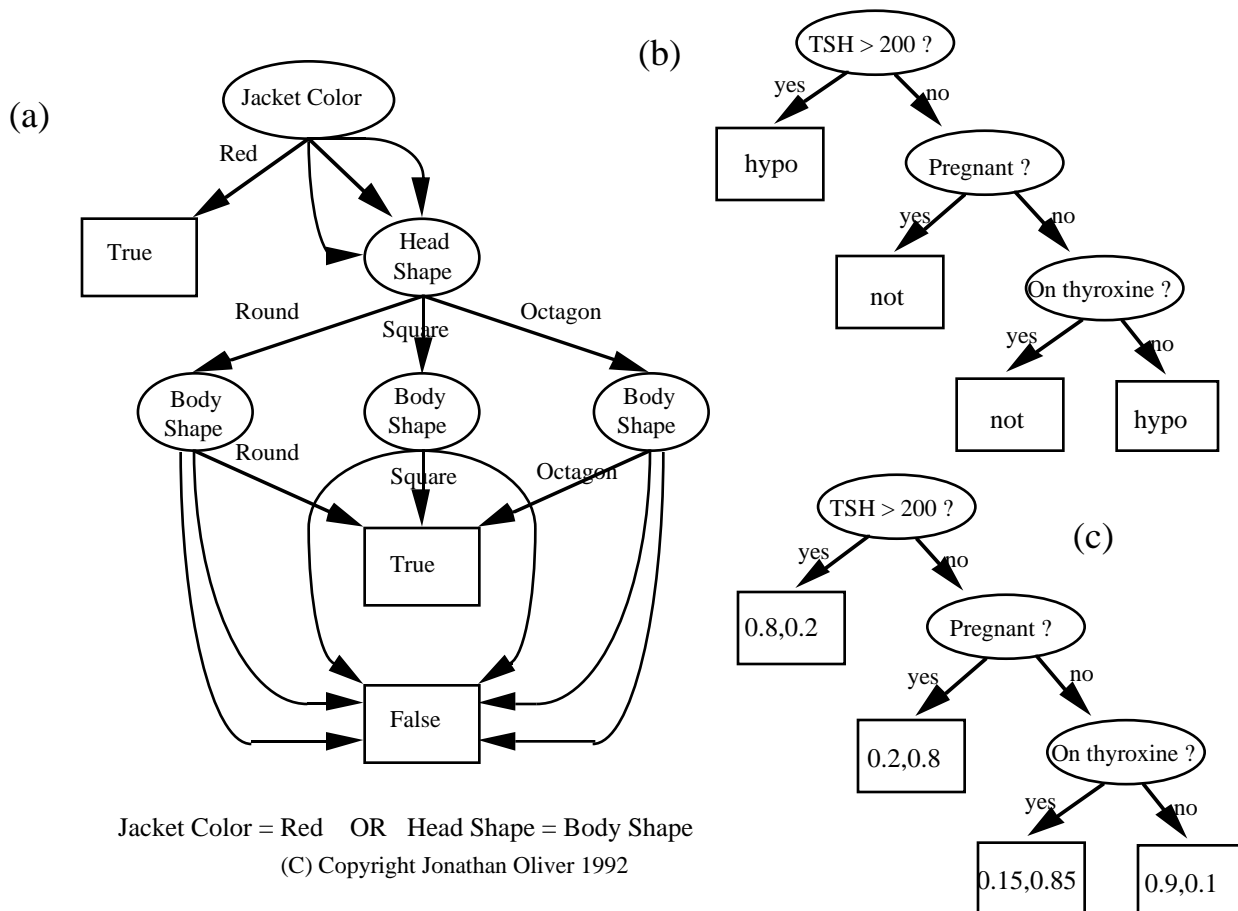 (a)
Jacket Color
Red
True
Head
Shape
Round
Square
Octagon
Body
Shape
Body
Shape
Body
Shape
Round
Square
Octagon
True
False
Jacket Color = Red OR Head Shape = Body Shape
(C) Copyright Jonathan Oliver 1992
(b)
TSH > 200 ?
yes
no
hypo
Pregnant ?
yes
no
not
On thyroxine ?
yes
no
not
hypo
(c)
TSH > 200 ?
yes
no
0.8,0.2
Pregnant ?
yes
no
0.2,0.8
On thyroxine ?
yes
no
0.15,0.85
0.9,0.1